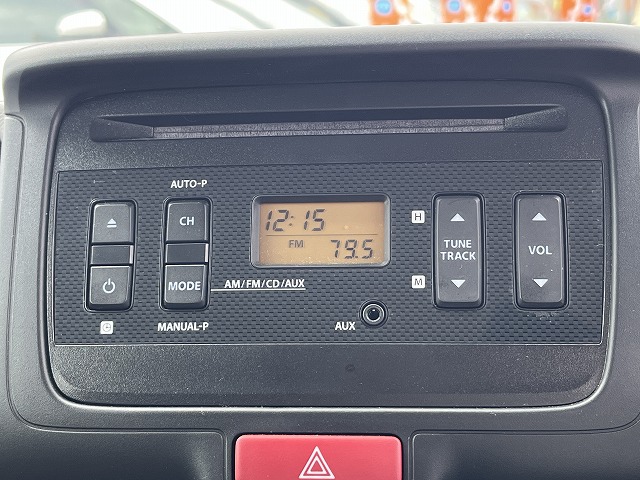 AUTO-P
CH
MODE
AM/FM/CD/AUX
MANUAL-P
12:15
FM
79.5
AUX
H
TUNE
TRACK
M
VOL